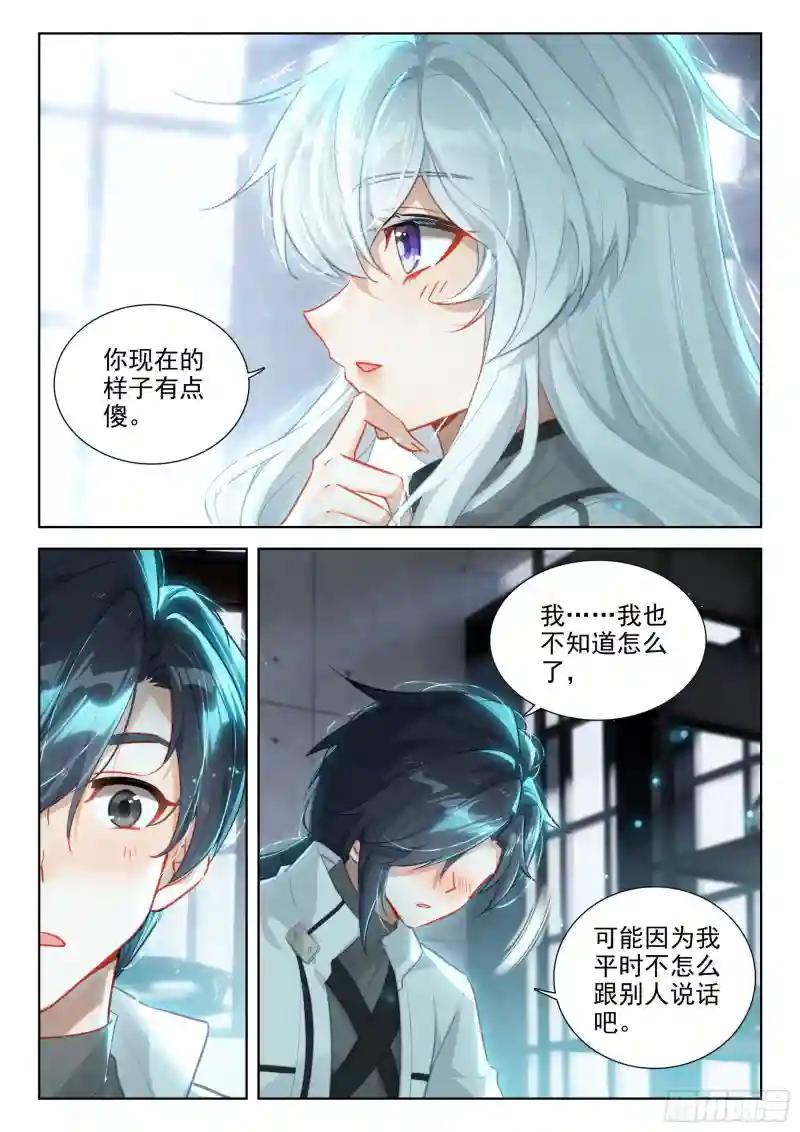 你现在的
样子有点
傻。
我……我也
不知道怎么
了，
可能因为我
平时不怎么
跟别人说话
吧。